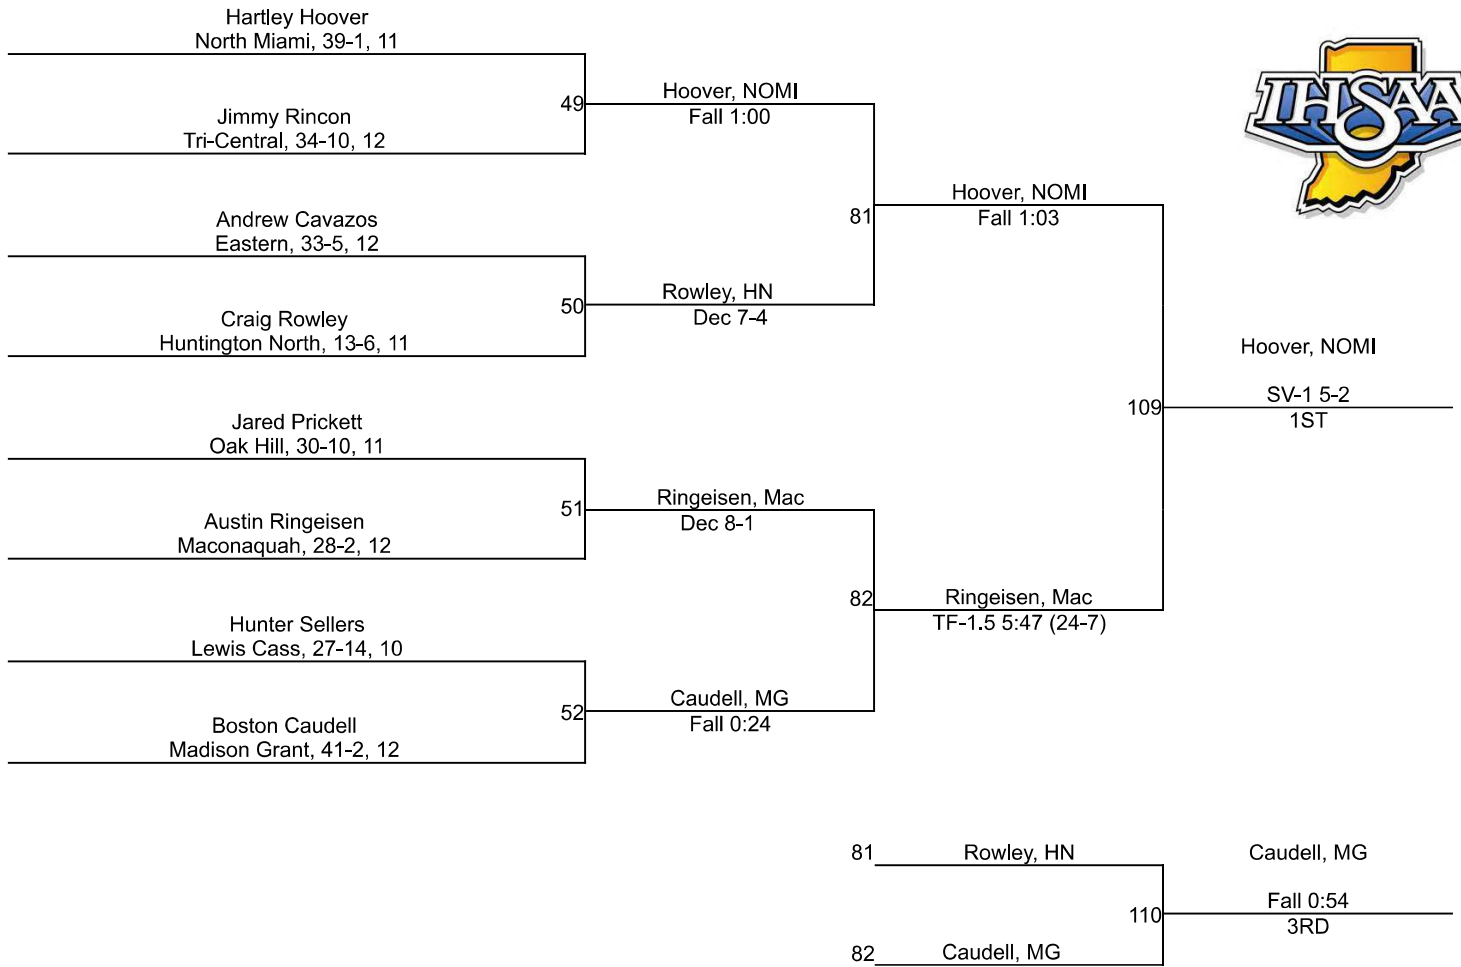 Hartley Hoover
North Miami, 39-1, 11
Jimmy Rincon
Tri-Central, 34-10, 12
Andrew Cavazos
Eastern, 33-5, 12
Craig Rowley
Huntington North, 13-6, 11
Jared Prickett
Oak Hill, 30-10, 11
Austin Ringeisen
Maconaquah, 28-2, 12
Hunter Sellers
Lewis Cass, 27-14, 10
Boston Caudell
Madison Grant, 41-2, 12
49
Hoover, NOMI
Fall 1:00
50
Rowley, HN
Dec 7-4
51
Ringeisen, Mac
Dec 8-1
52
Caudell, MG
Fall 0:24
81
Hoover, NOMI
Fall 1:03
82
Ringeisen, Mac
TF-1.5 5:47 (24-7)
IHSAA
109
Hoover, NOMI
SV-1 5-2
1ST
81
Rowley, HN
82
Caudell, MG
110
Caudell, MG
Fall 0:54
3RD